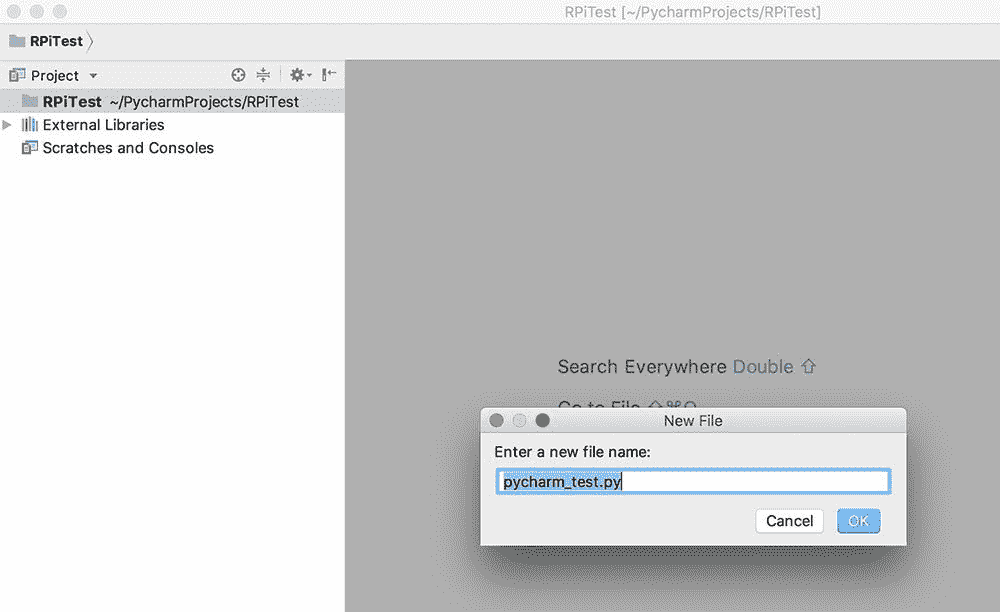 RPiTest [~/PycharmProjects/RPiTest]
RPiTest
Project
RPiTest ~/PycharmProjects/RPiTest
External Libraries
Scratches and Consoles
Search Everywhere Double ⇧
Go to File ⇧⌘O
New File
Enter a new file name:
pycharm_test.py
Cancel OK